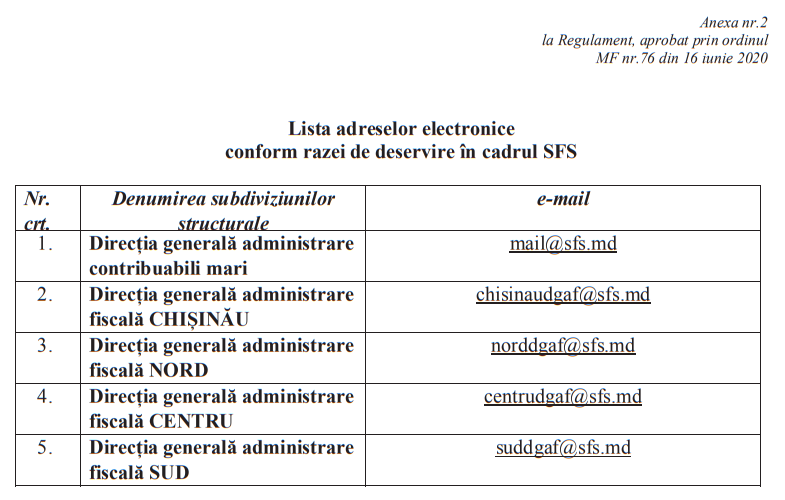 Anexa nr.2
la Regulament, aprobat prin ordinul
MF nr.76 din 16 iunie 2020
Lista adreselor electronice
conform razei de deservire în cadrul SFS
Nr. crt.
Denumirea subdiviziunilor structurale
e-mail
1.
Direcția generală administrare
contribuabili mari
mail@sfs.md
2.
Direcția generală administrare
fiscală CHIȘINĂU
chisinaudgaf@sfs.md
3.
Direcția generală administrare
fiscală NORD
norddgaf@sfs.md
4.
Direcția generală administrare
fiscală CENTRU
centrudgaf@sfs.md
5.
Direcția generală administrare
fiscală SUD
suddgaf@sfs.md